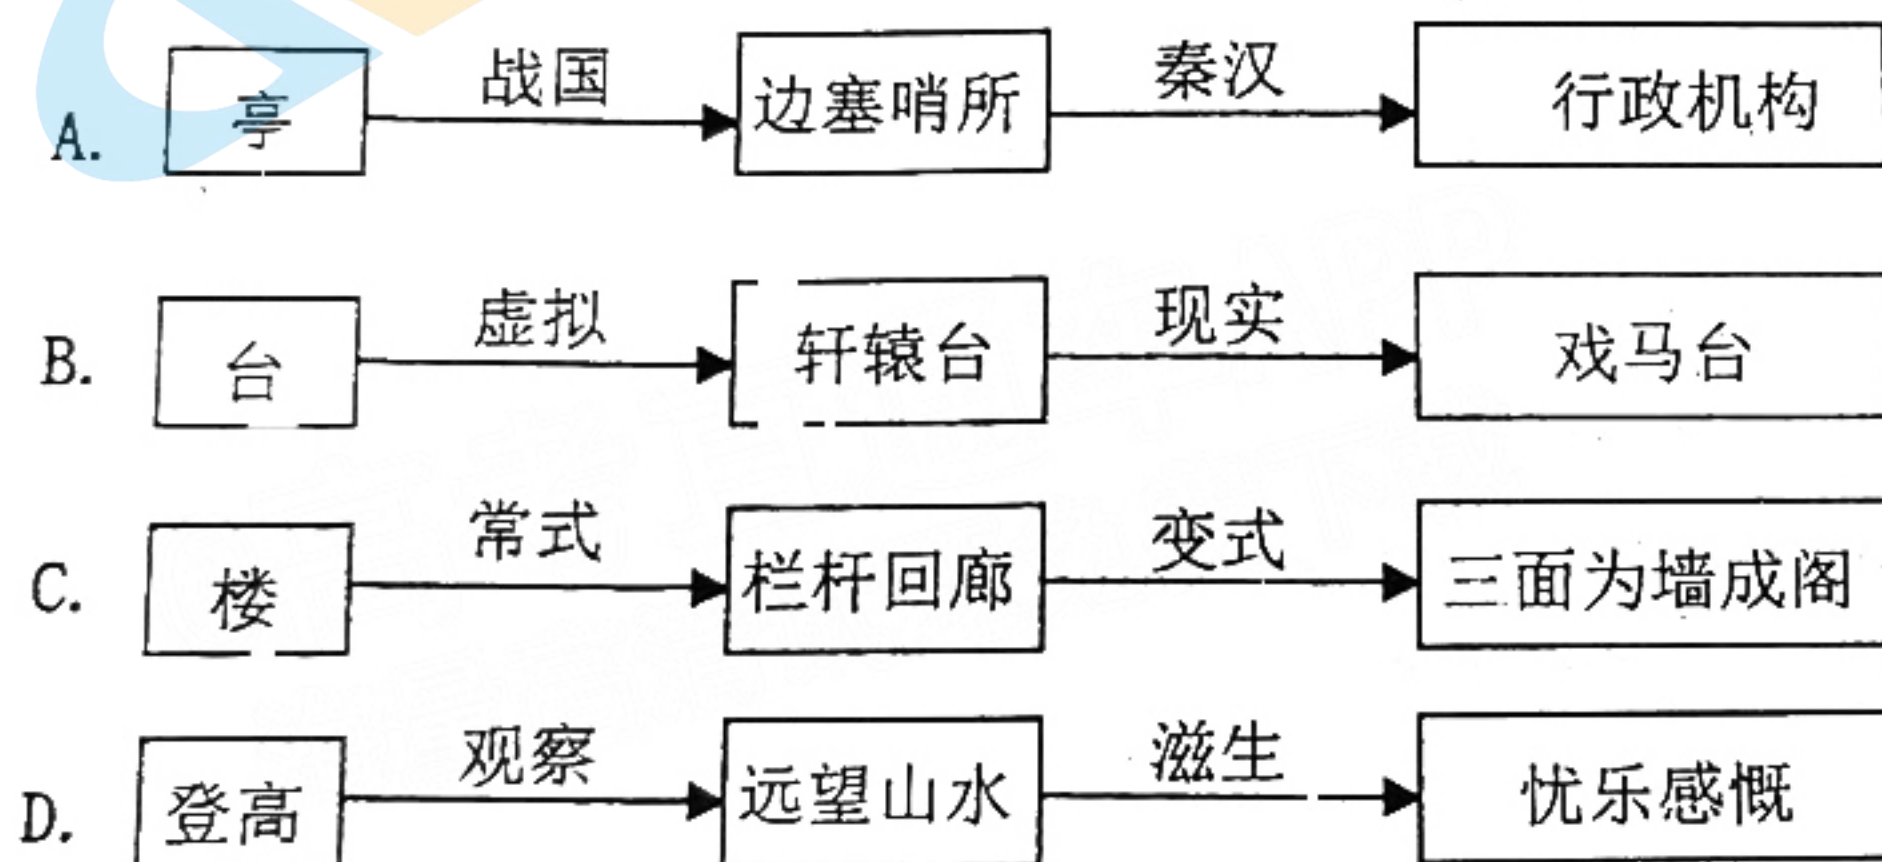 A. 亭 战国 边塞哨所 秦汉 行政机构
B. 台 虚拟 轩辕台 现实 戏马台
C. 楼 常式 栏杆回廊 变式 三面为墙成阁
D. 登高 观察 远望山水 滋生 忧乐感慨